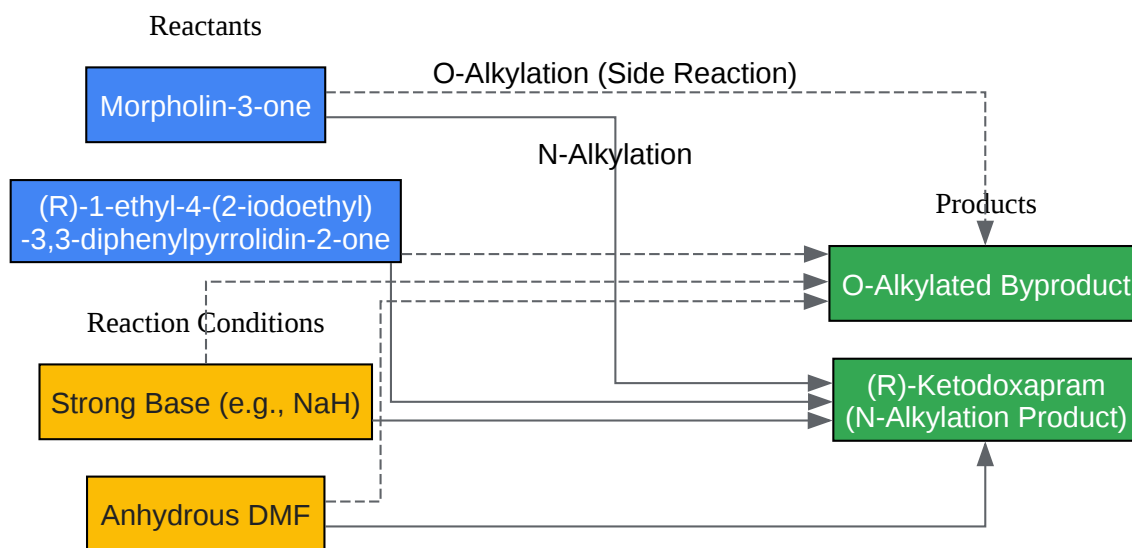 Reactants
O-Alkylation (Side Reaction)
Morpholin-3-one
N-Alkylation
(R)-1-ethyl-4-(2-iodoethyl)
-3,3-diphenylpyrrolidin-2-one
Products
O-Alkylated Byproduct
Reaction Conditions
Strong Base (e.g., NaH)
(R)-Ketodoxapram
(N-Alkylation Product)
Anhydrous DMF